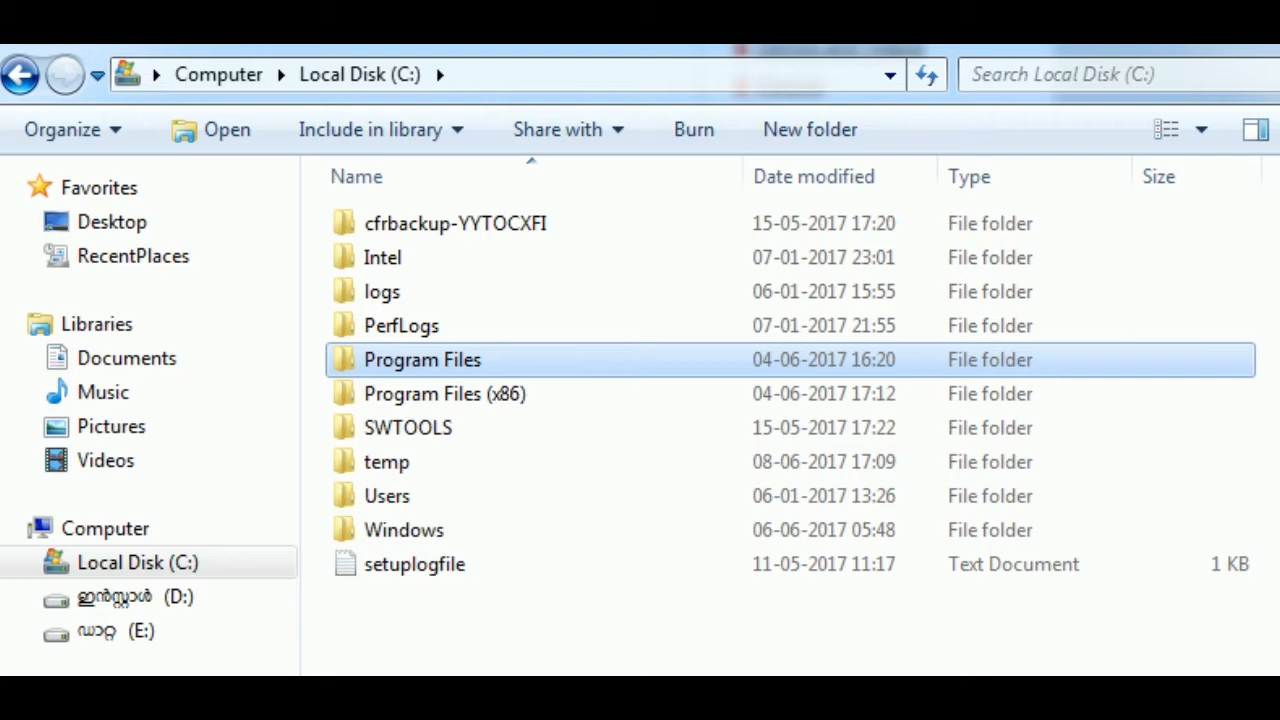 Computer Local Disk (C:) Search Local Disk (C:)
Organize Open Include in library Share with Burn New folder
Favorites
Desktop
RecentPlaces
Libraries
Documents
Music
Pictures
Videos
Computer
Local Disk (C:)
ഇൻസ്റ്റാൾ (D:)
ഡാറ്റ (E:)
Name Date modified Type Size
cfrbackup-YYTOCXFI 15-05-2017 17:20 File folder
Intel 07-01-2017 23:01 File folder
logs 06-01-2017 15:55 File folder
PerfLogs 07-01-2017 21:55 File folder
Program Files 04-06-2017 16:20 File folder
Program Files (x86) 04-06-2017 17:12 File folder
SWTOOLS 15-05-2017 17:22 File folder
temp 08-06-2017 17:09 File folder
Users 06-01-2017 13:26 File folder
Windows 06-06-2017 05:48 File folder
setuplogfile 11-05-2017 11:17 Text Document 1 KB